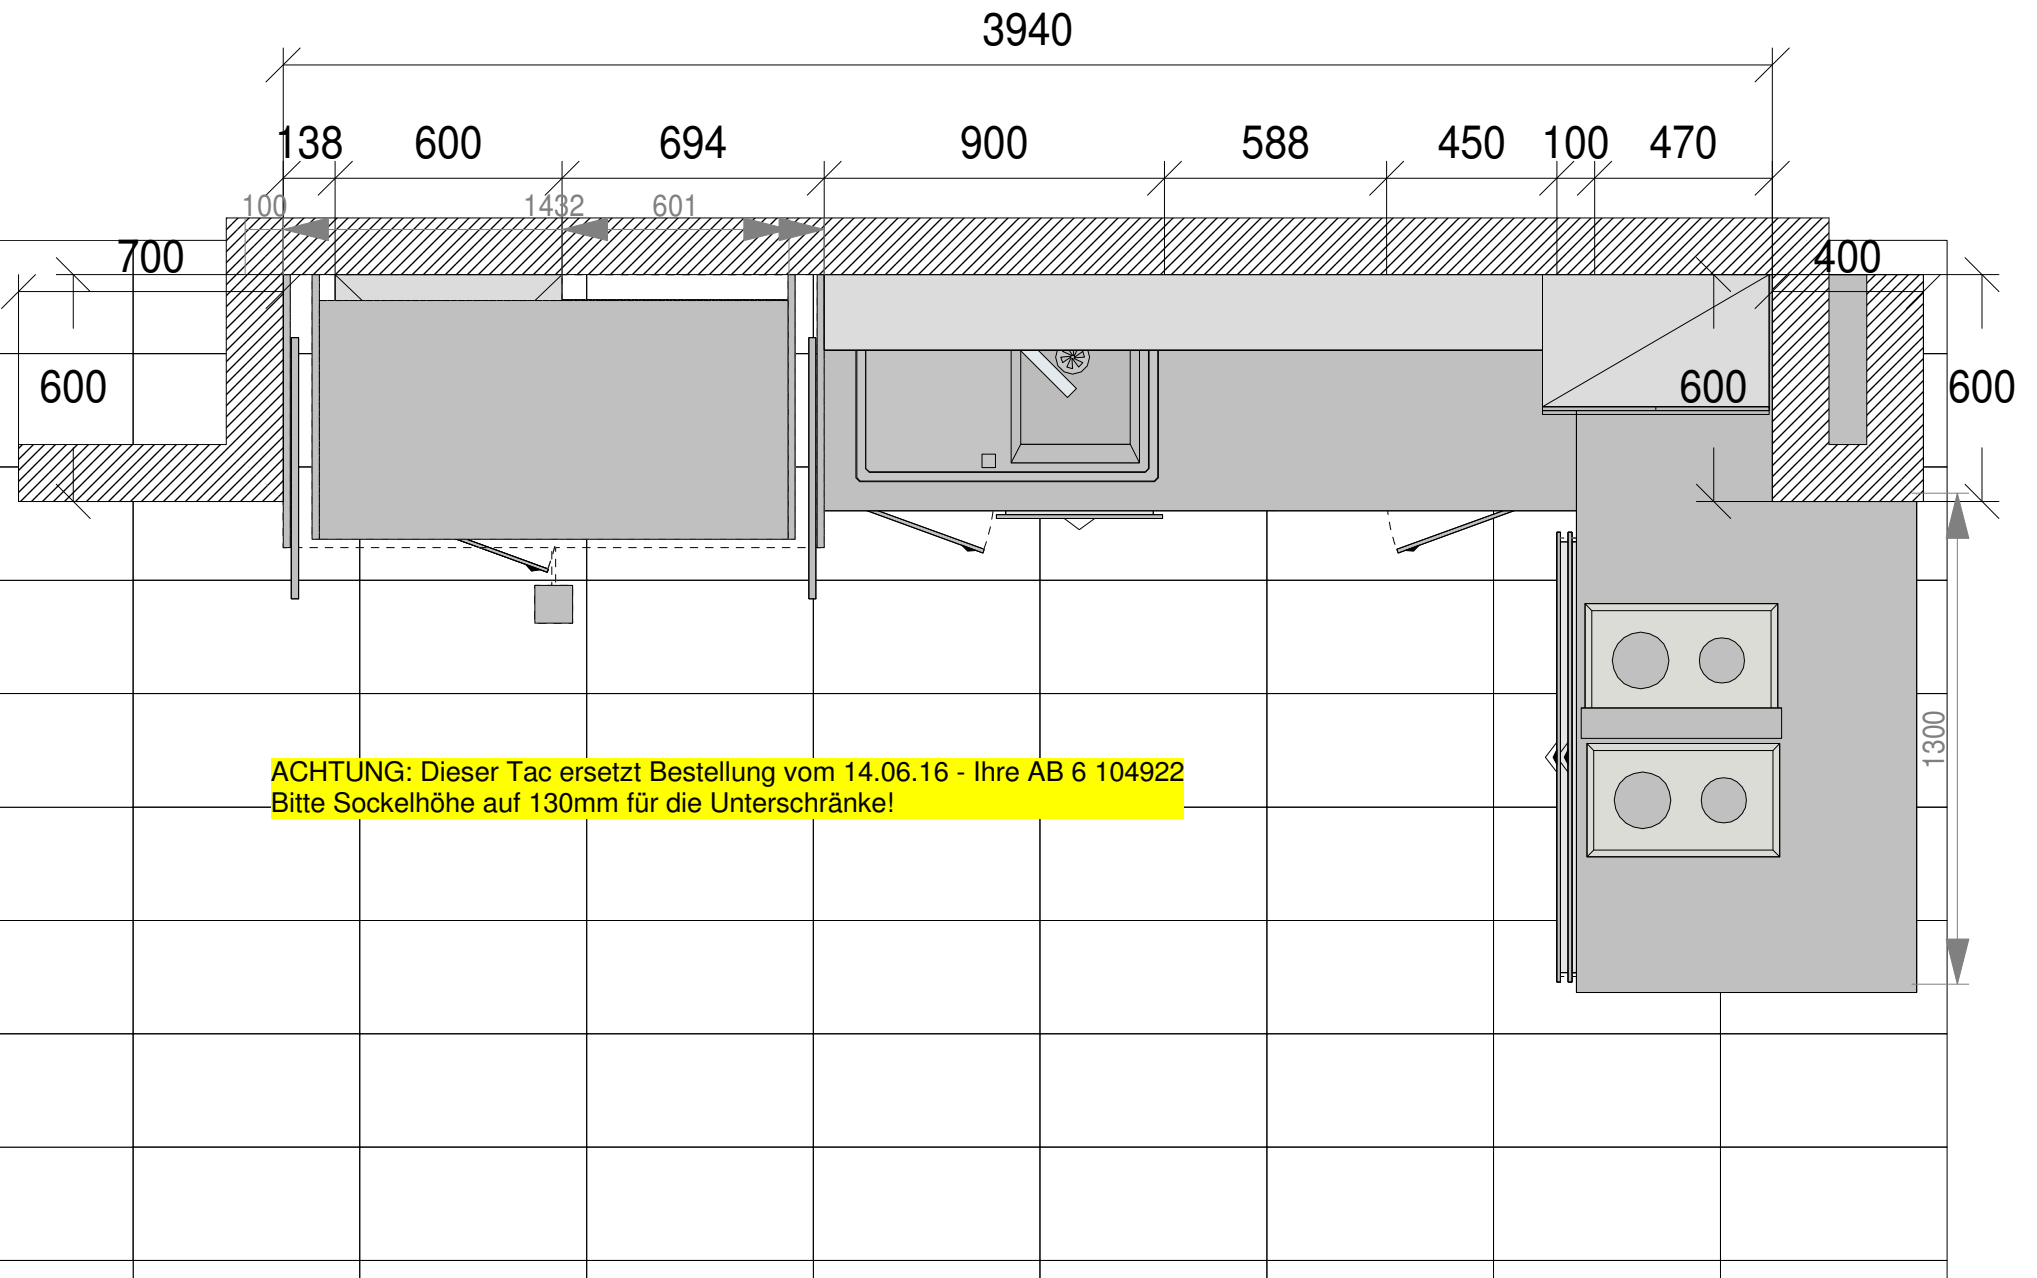 3940
138 600 694 900 588 450 100 470
100 1432 601
700 400
600 600 600
ACHTUNG: Dieser Tac ersetzt Bestellung vom 14.06.16 - Ihre AB 6 104922
Bitte Sockelhöhe auf 130mm für die Unterschränke!
1300